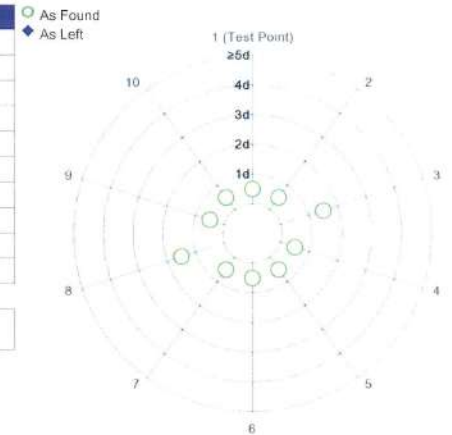 As Found
As Left
1 (Test Point)
≥5d
4d
3d
2d
1d
2
3
4
5
6
7
8
9
10